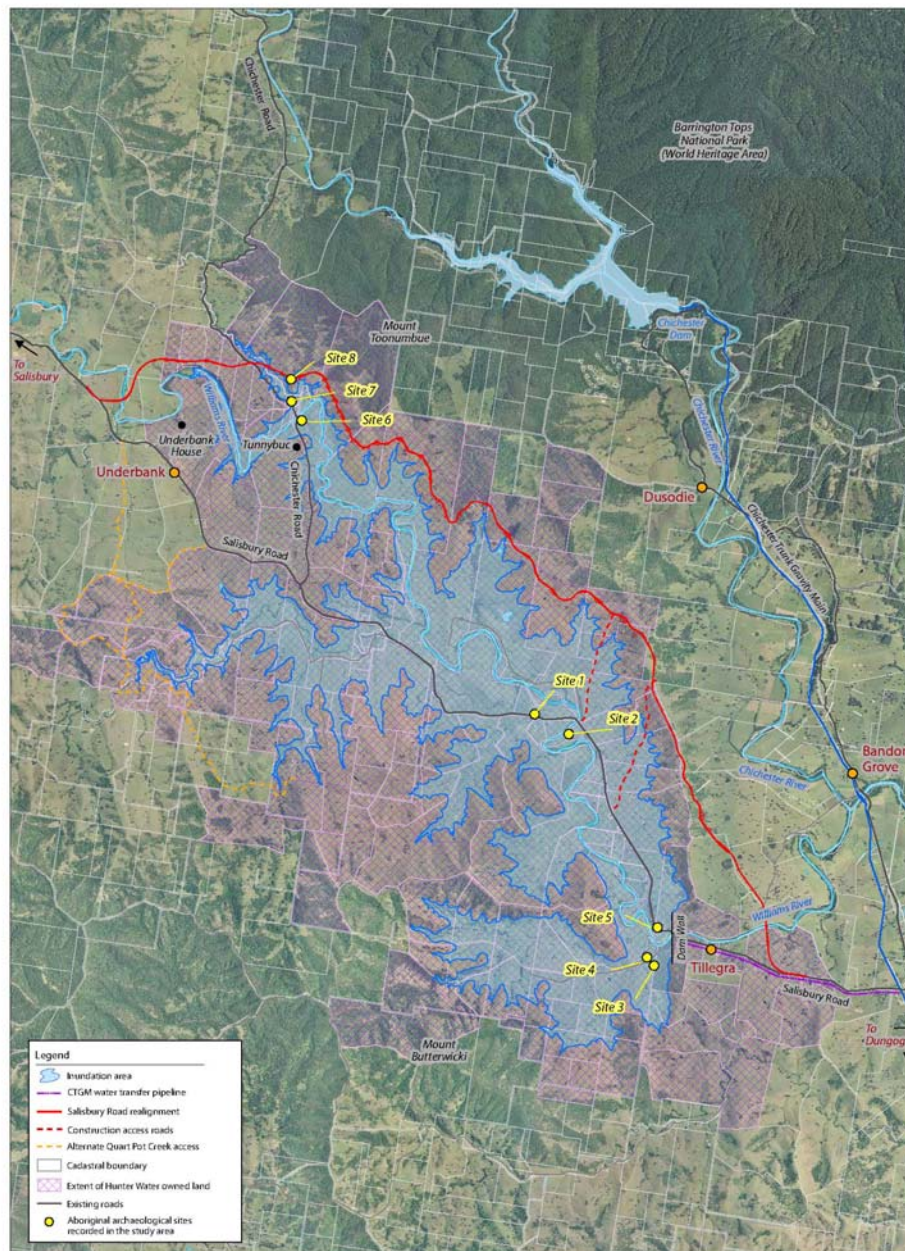 Chichester Road
Barrington Tops
National Park
(World Heritage Area)
Mount
Toonumbue
Chichester
Dam
To
Salisbury
Site 8
Site 7
Site 6
Williams River
Underbank
House
Tunnybuc
Chichester Road
Underbank
Salisbury Road
Chichester River
Dusodie
Chichester Trunk Gravity Main
Site 1
Site 2
Bandon
Grove
Chichester River
Williams River
Site 5
Dam Wall
Site 4
Tillegra
Site 3
Salisbury Road
To
Dungog
Mount
Butterwicki
Legend
Inundation area
CTGM water transfer pipeline
Salisbury Road realignment
Construction access roads
Alternate Quart Pot Creek access
Cadastral boundary
Extent of Hunter Water owned land
Existing roads
Aboriginal archaeological sites
recorded in the study area